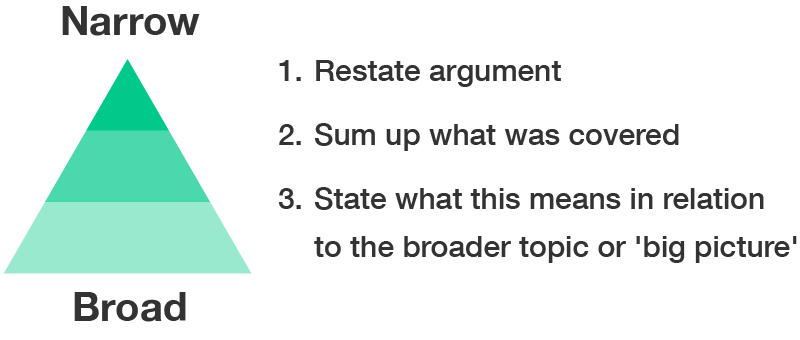 Narrow
1. Restate argument
2. Sum up what was covered
3. State what this means in relation
to the broader topic or 'big picture'
Broad